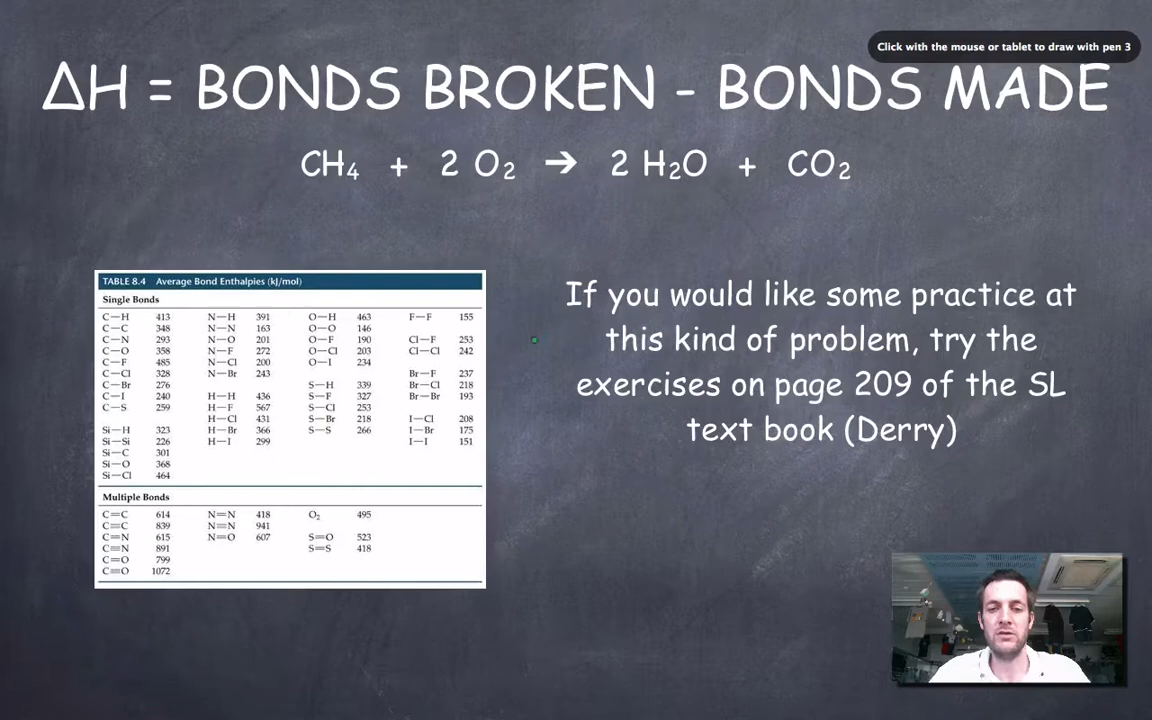 Click with the mouse or tablet to draw with pen 3
ΔH = BONDS BROKEN - BONDS MADE
CH₄ + 2 O₂ ➔ 2 H₂O + CO₂
If you would like some practice at
this kind of problem, try the
exercises on page 209 of the SL
text book (Derry)
TABLE 8.4 Average Bond Enthalpies (kJ/mol)
Single Bonds
C—H 413 N—H 391 O—H 463 F—F 155
C—C 348 N—N 163 O—O 146
C—N 293 N—O 201 O—F 190 Cl—F 253
C—O 358 N—F 272 O—Cl 203 Cl—Cl 242
C—F 485 N—Cl 200 O—I 234
C—Cl 328 N—Br 243 Br—F 237
C—Br 276 S—H 339 Br—Cl 218
C—I 240 H—H 436 S—F 327 Br—Br 193
C—S 259 H—F 567 S—Cl 253
H—Cl 431 S—Br 218 I—Cl 208
Si—H 323 H—Br 366 S—S 266 I—Br 175
Si—Si 226 H—I 299 I—I 151
Si—C 301
Si—O 368
Si—Cl 464
Multiple Bonds
C=C 614 N=N 418 O₂ 495
C≡C 839 N≡N 941
C=N 615 N=O 607 S=O 523
C≡N 891 S=S 418
C=O 799
C≡O 1072